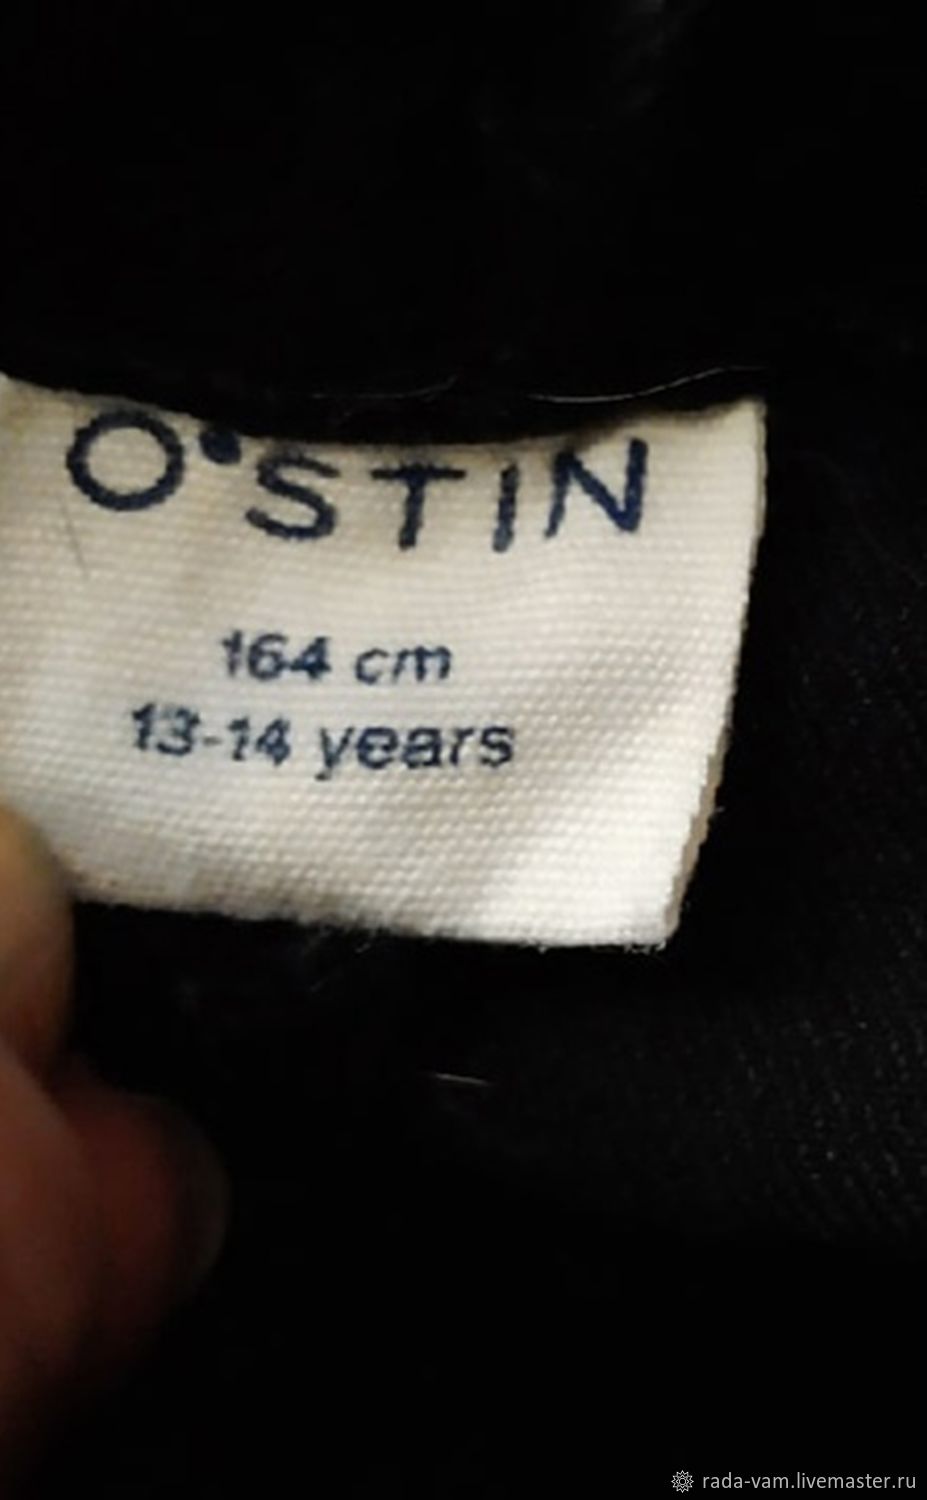 O'STIN
164 cm
13-14 years
rada-vam.livemaster.ru